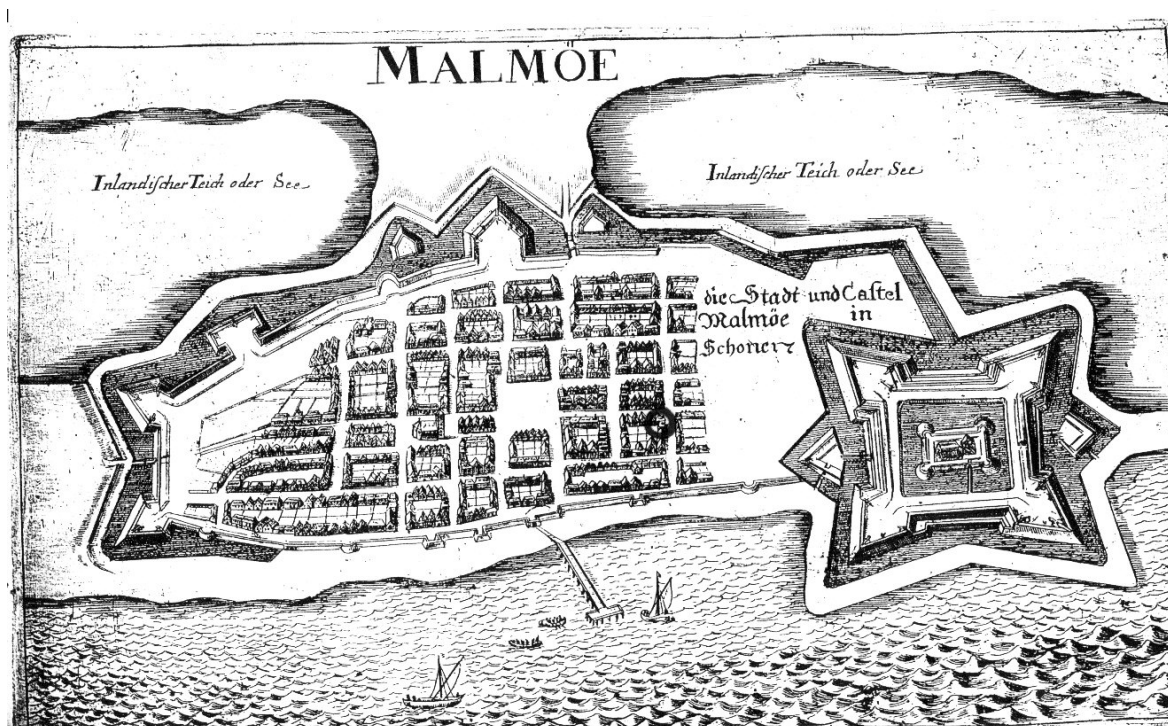 MALMÖE
Inlandischer Teich oder See
Inlandischer Teich oder See
die Stadt und Castel
Malmöe in
Schonen